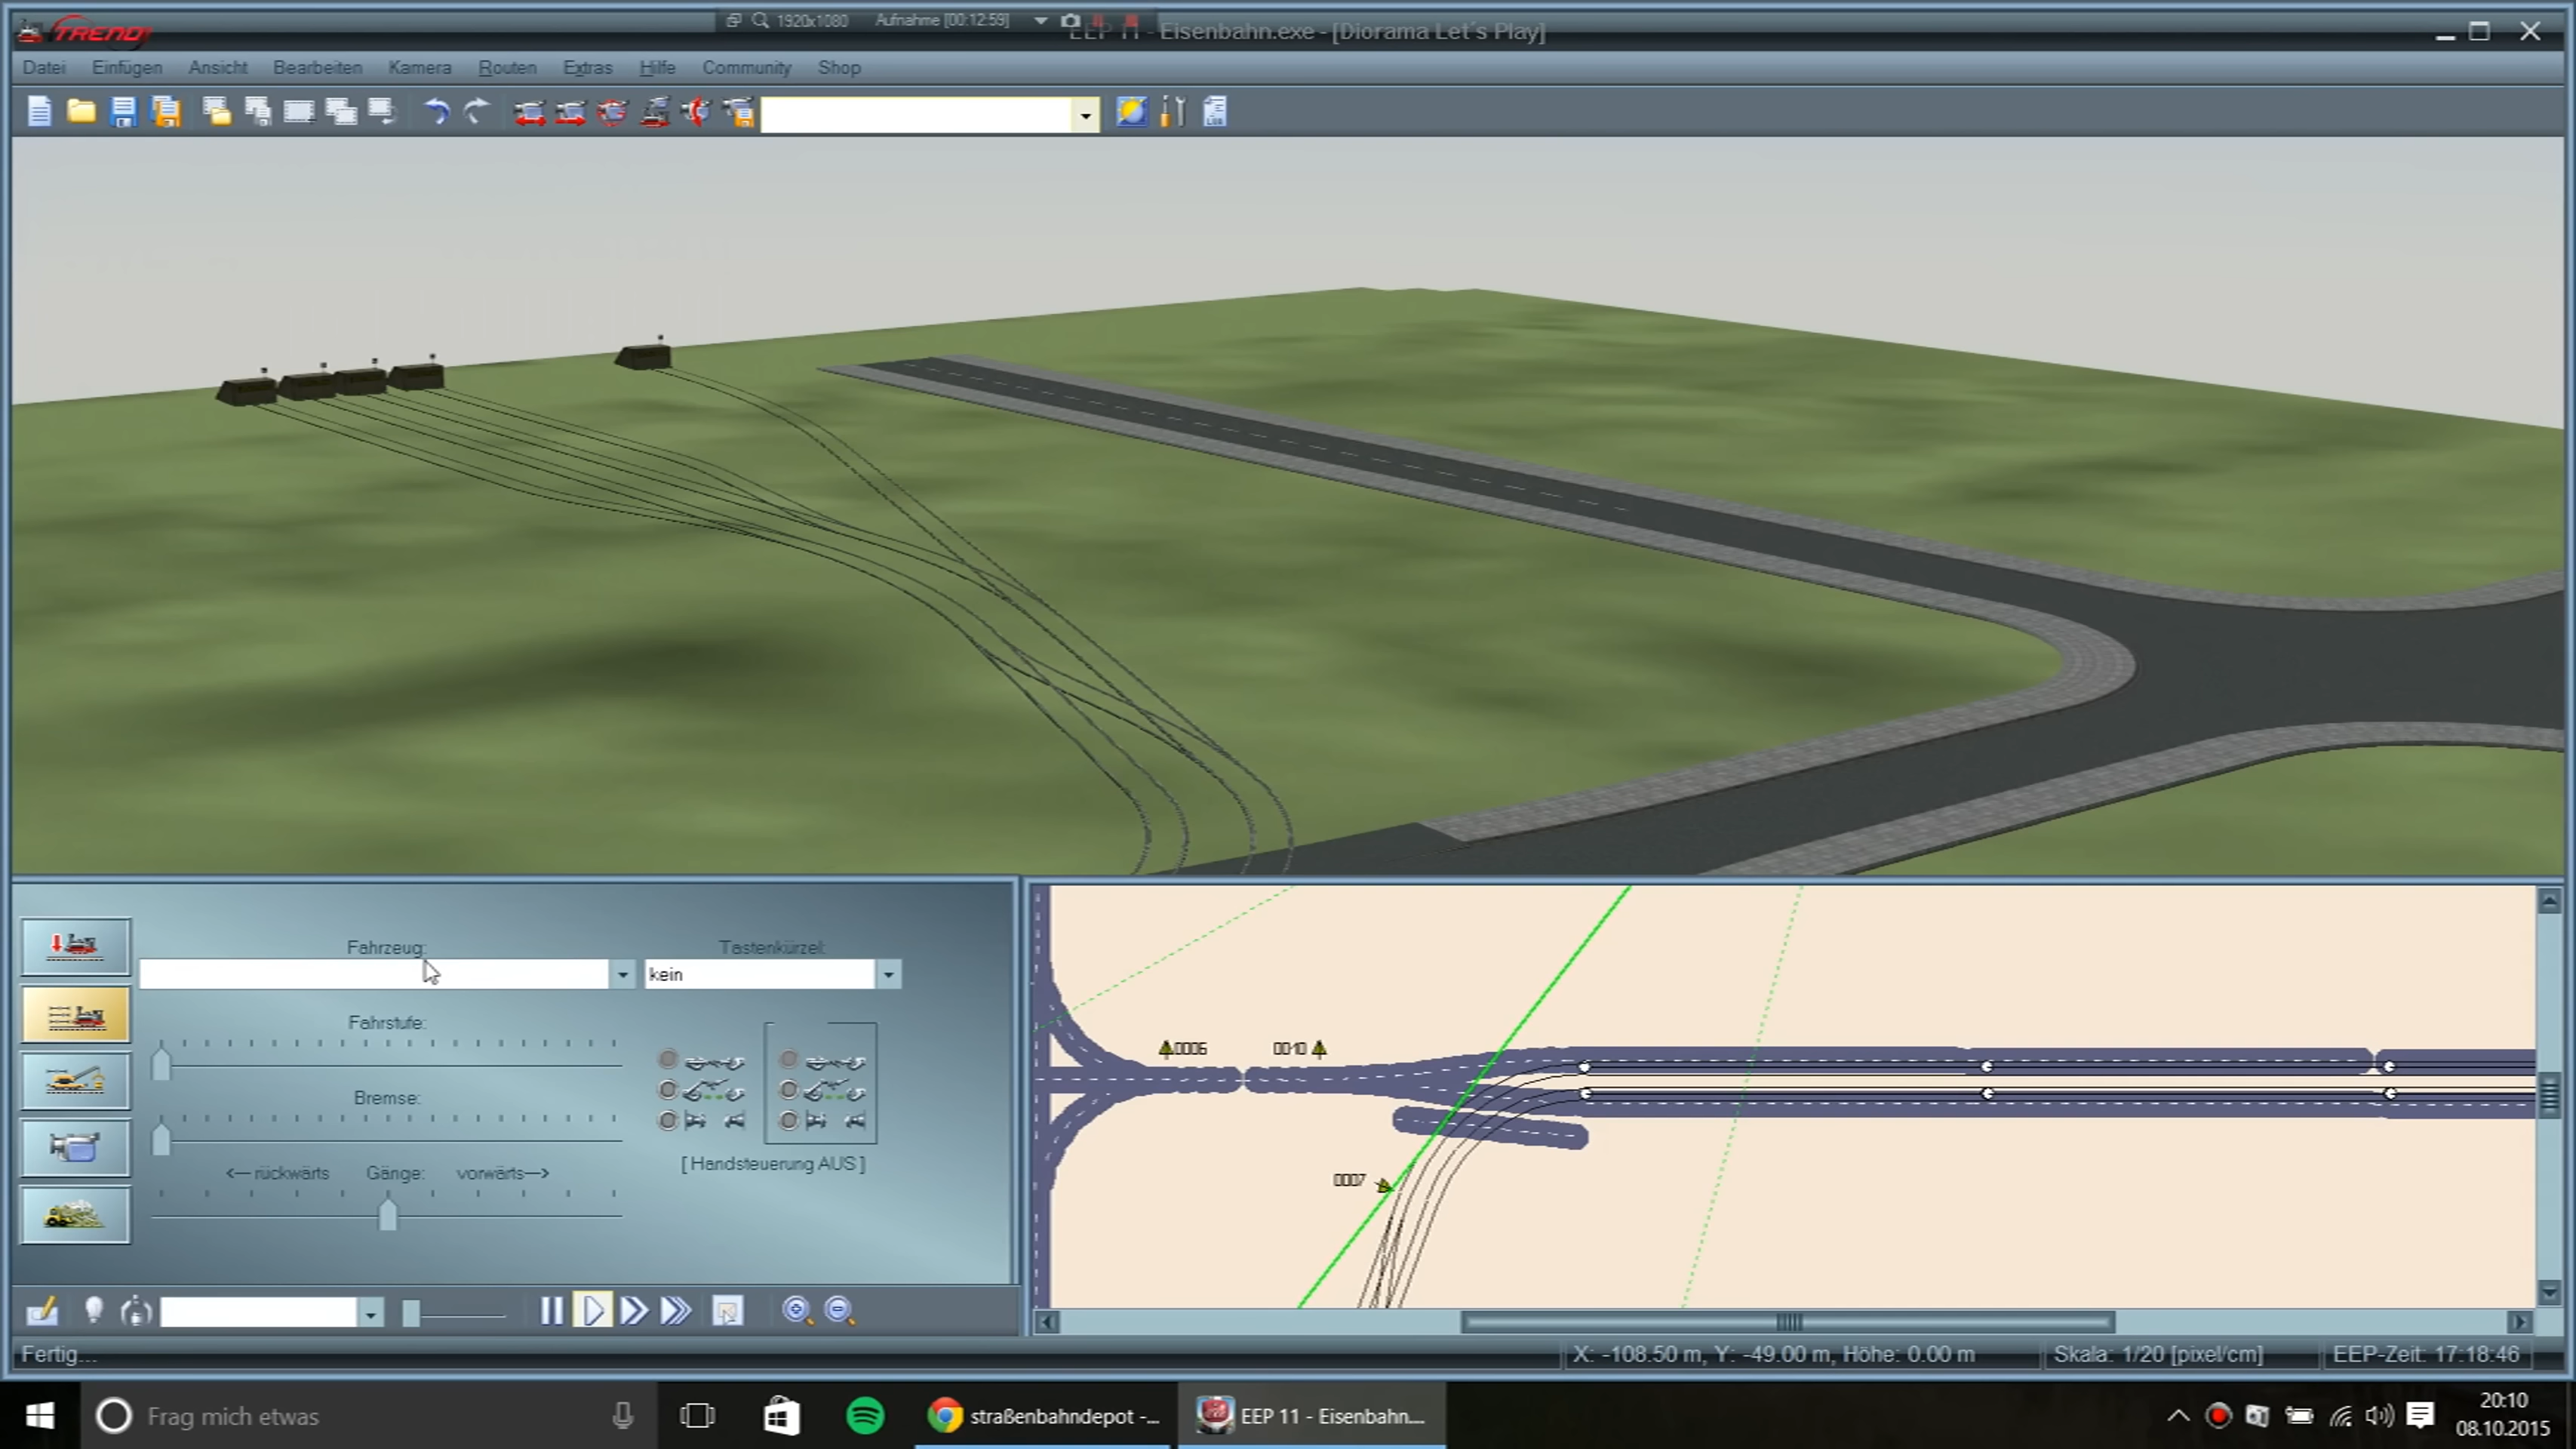 1920x1080 Aufnahme [00:12:59]
TREND
EEP 11 - Eisenbahn.exe - [Diorama Let's Play]
Datei Einfügen Ansicht Bearbeiten Kamera Routen Extras Hilfe Community Shop
LUA
Fahrzeug: Tastenkürzel:
kein
Fahrstufe:
Bremse:
[ Handsteuerung AUS ]
<-- rückwärts Gänge: vorwärts-->
0006 0010
0007
Fertig...
X: -108.50 m, Y: -49.00 m, Höhe: 0.00 m Skala: 1/20 [pixel/cm] EEP-Zeit: 17:18:46
Frag mich etwas
straßenbahndepot -...
EEP 11 - Eisenbahn....
20:10
08.10.2015